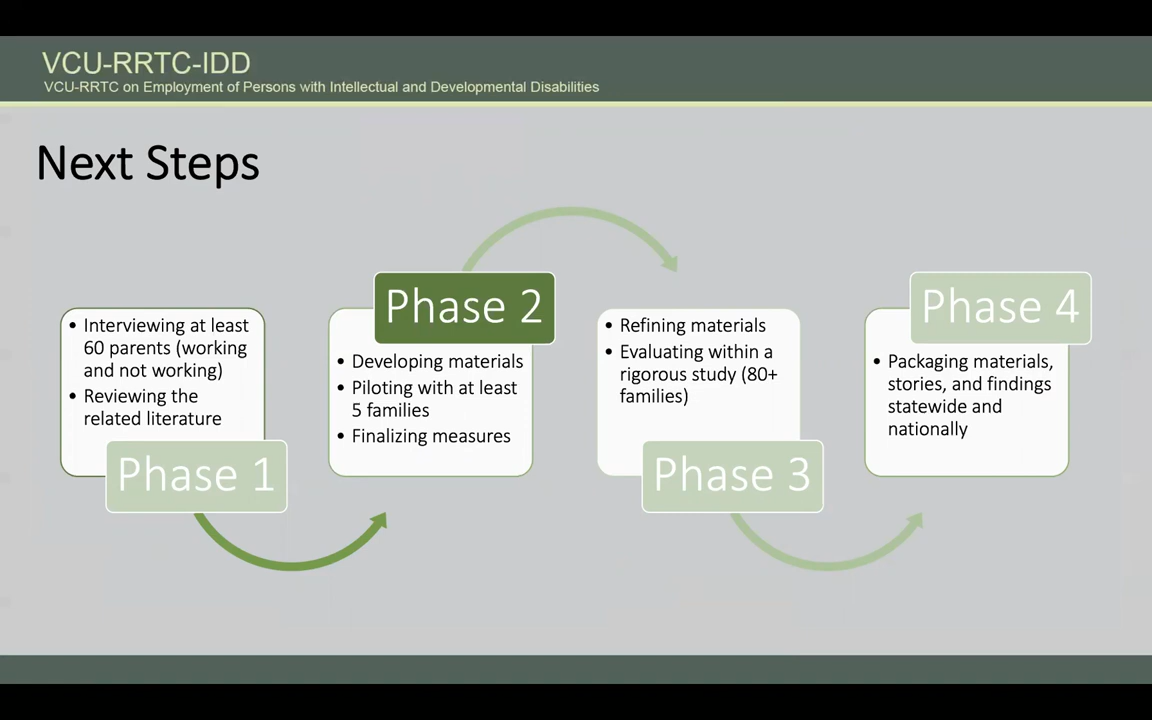 VCU-RRTC-IDD
VCU-RRTC on Employment of Persons with Intellectual and Developmental Disabilities
Next Steps
• Interviewing at least
60 parents (working
and not working)
• Reviewing the
related literature
Phase 1
Phase 2
• Developing materials
• Piloting with at least
5 families
• Finalizing measures
• Refining materials
• Evaluating within a
rigorous study (80+
families)
Phase 3
Phase 4
• Packaging materials,
stories, and findings
statewide and
nationally